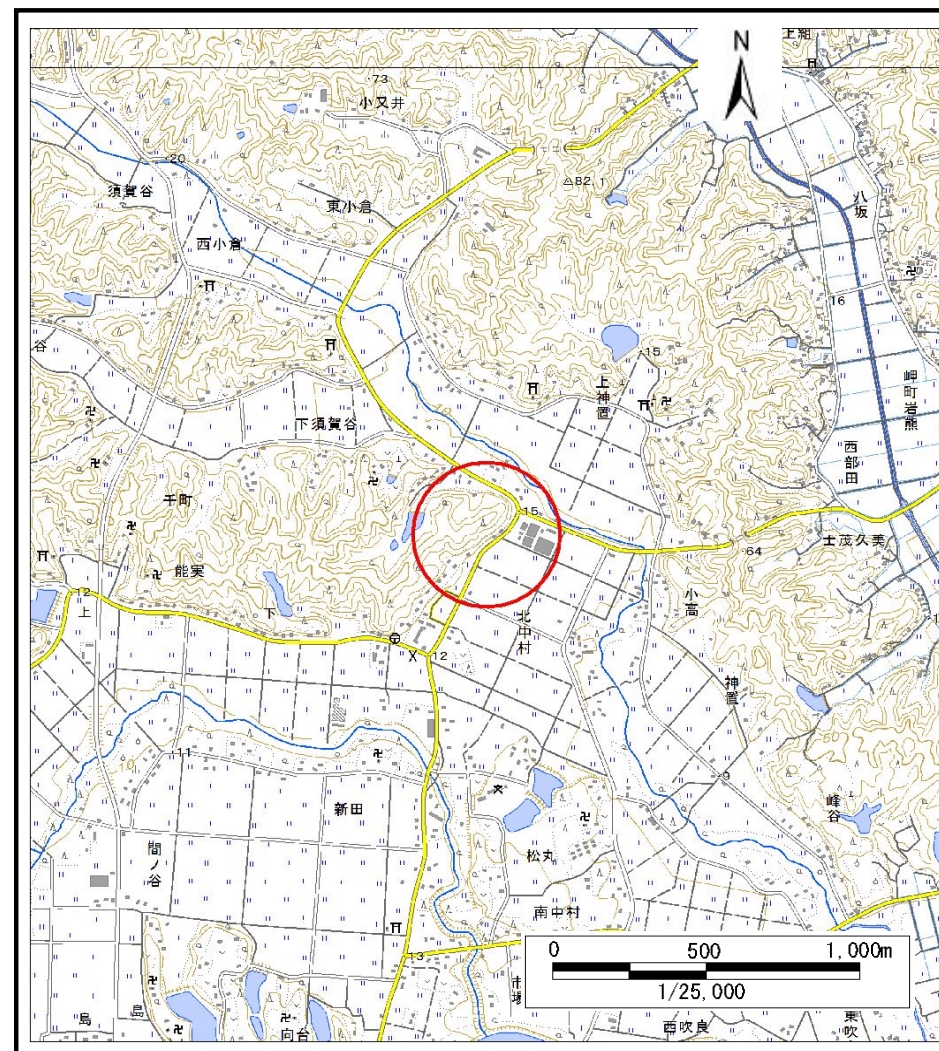 N
上組
73
小又井
20
須賀谷
東小倉
西小倉
82.1
八坂
16
15
谷
上神置
岬町岩熊
下須賀谷
西部田
千町
15
士茂久美
64
能実
12
上
下
小高
北中村
12
神置
11
9
新田
峰谷
間ノ谷
松丸
南中村
13
0 500 1,000m
1/25,000
島
島
向台
西吹良
東吹